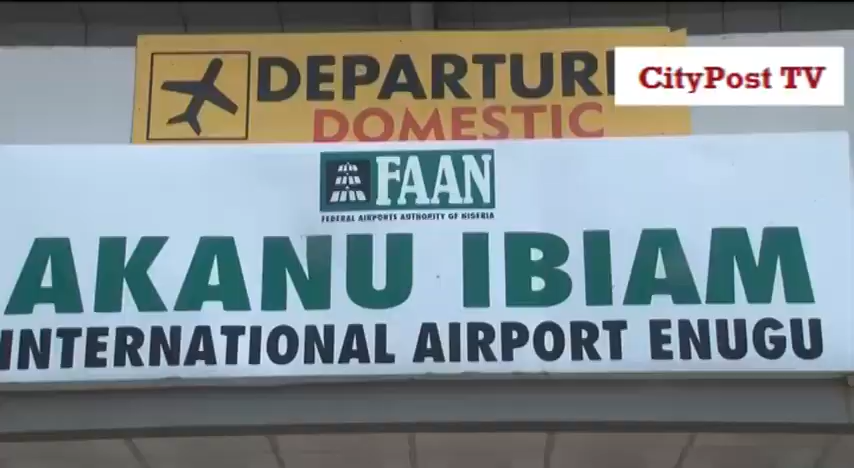 DEPARTUR
CityPost TV
DOMESTIC
FAAN
FEDERAL AIRPORTS AUTHORITY OF NIGERIA
AKANU IBIAM
INTERNATIONAL AIRPORT ENUGU